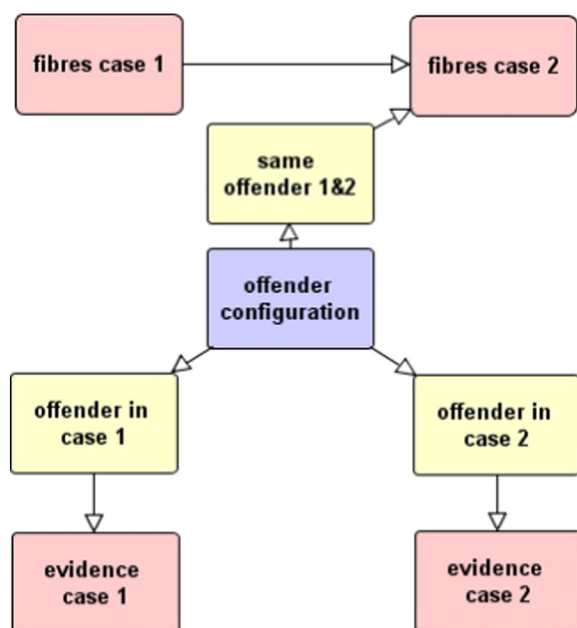 fibres case 1
fibres case 2
same
offender 1&2
offender
configuration
offender in
case 1
offender in
case 2
evidence
case 1
evidence
case 2